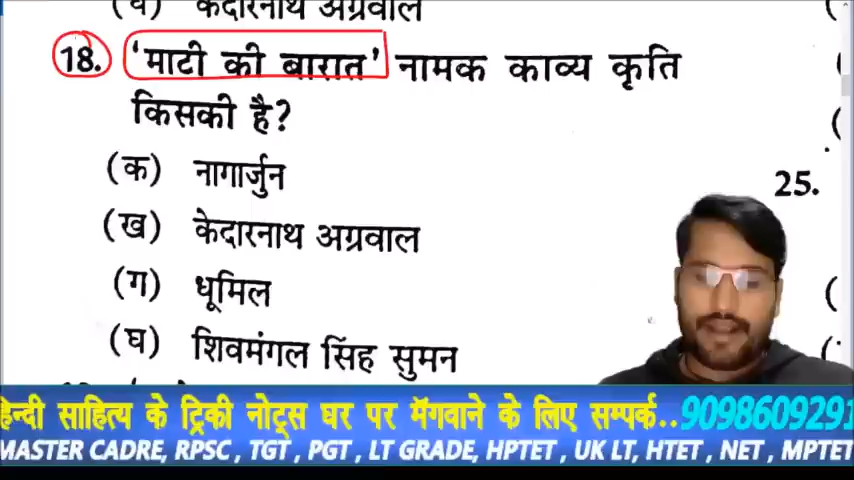 केदारनाथ अग्रवाल
18. 'माटी की बारात' नामक काव्य कृति
किसकी है?
(क) नागार्जुन
25.
(ख) केदारनाथ अग्रवाल
(ग) धूमिल
(घ) शिवमंगल सिंह सुमन
हिन्दी साहित्य के ट्रिकी नोट्स घर पर मँगवाने के लिए सम्पर्क..9098609291
MASTER CADRE, RPSC , TGT , PGT , LT GRADE, HPTET , UK LT, HTET , NET , MPTET